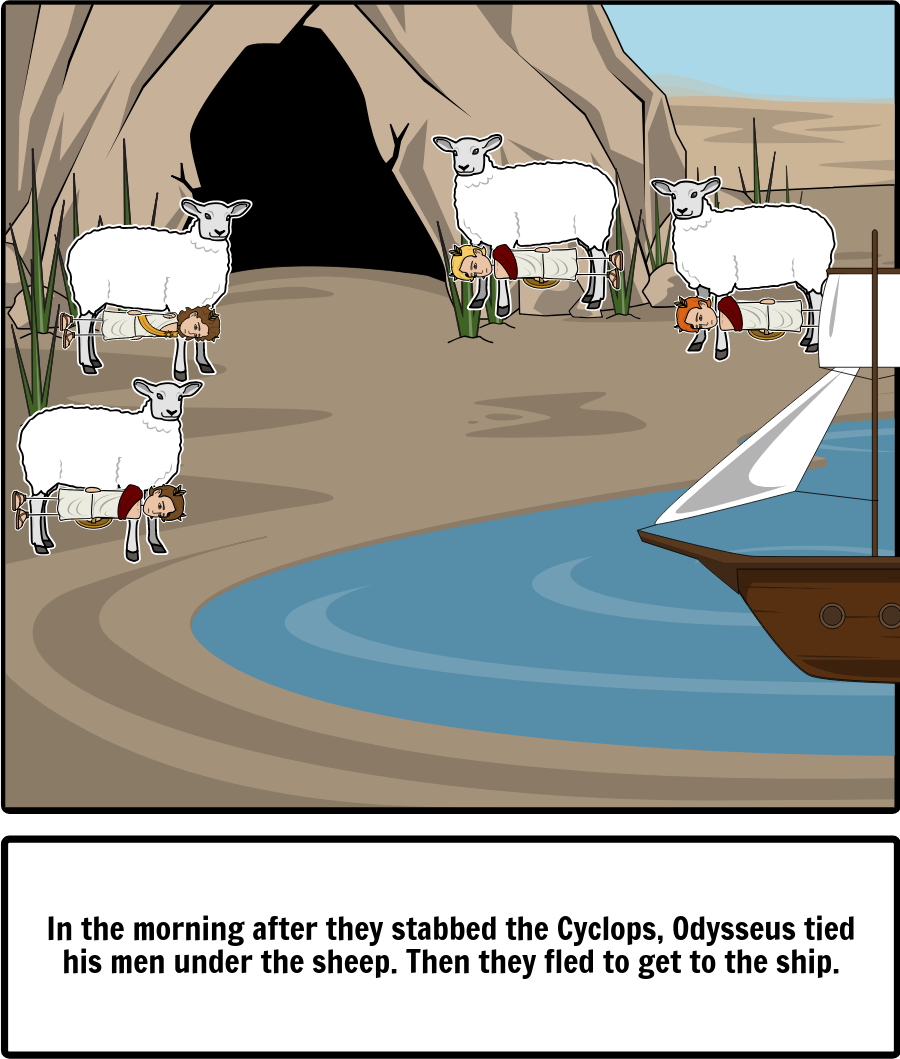 In the morning after they stabbed the Cyclops, Odysseus tied
his men under the sheep. Then they fled to get to the ship.